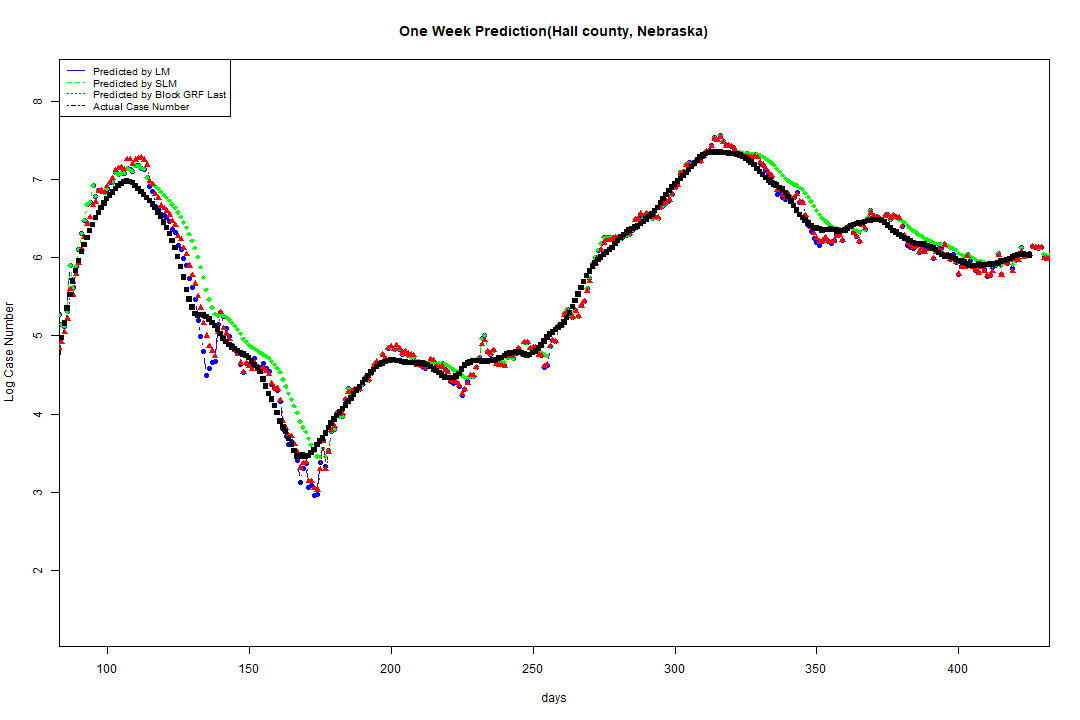 One Week Prediction(Hall county, Nebraska)
Predicted by LM
Predicted by SLM
Predicted by Block GRF Last
Actual Case Number
8
7
6
5
4
3
2
Log Case Number
100 150 200 250 300 350 400
days